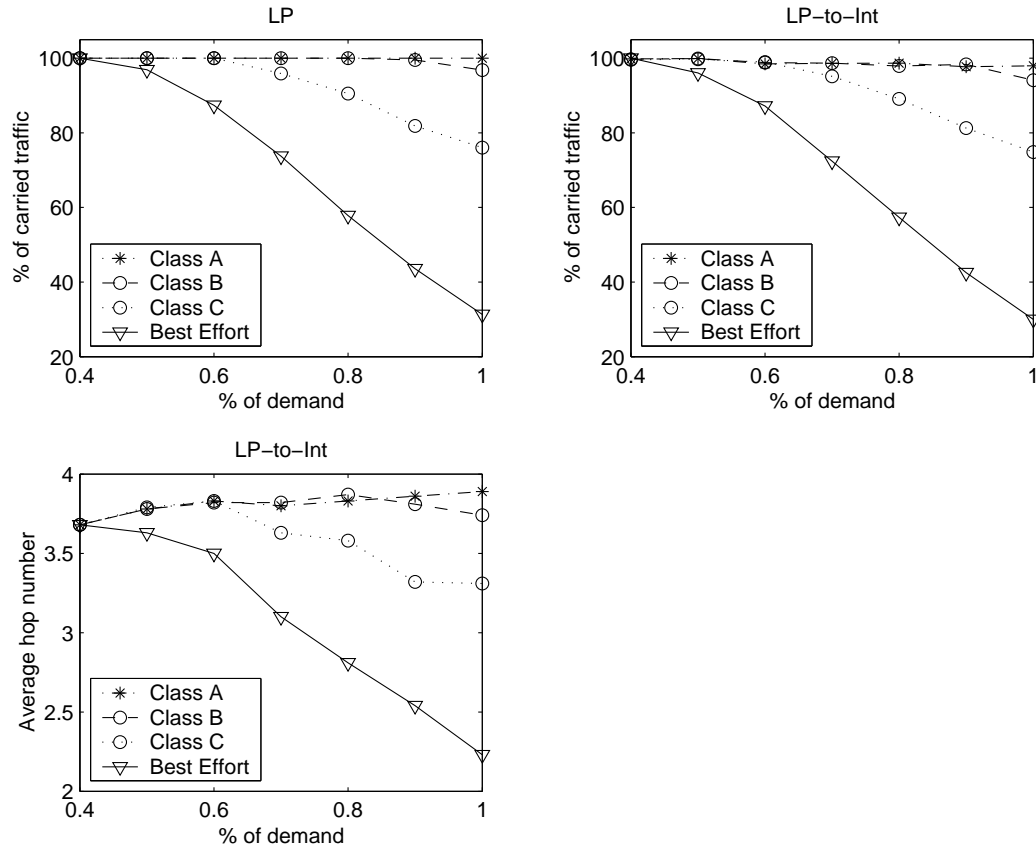 LP
% of carried traffic
100
80
60
40
20
Class A
Class B
Class C
Best Effort
0.4
0.6
0.8
1
% of demand
LP−to−Int
% of carried traffic
100
80
60
40
20
Class A
Class B
Class C
Best Effort
0.4
0.6
0.8
1
% of demand
LP−to−Int
Average hop number
4
3.5
3
2.5
2
Class A
Class B
Class C
Best Effort
0.4
0.6
0.8
1
% of demand